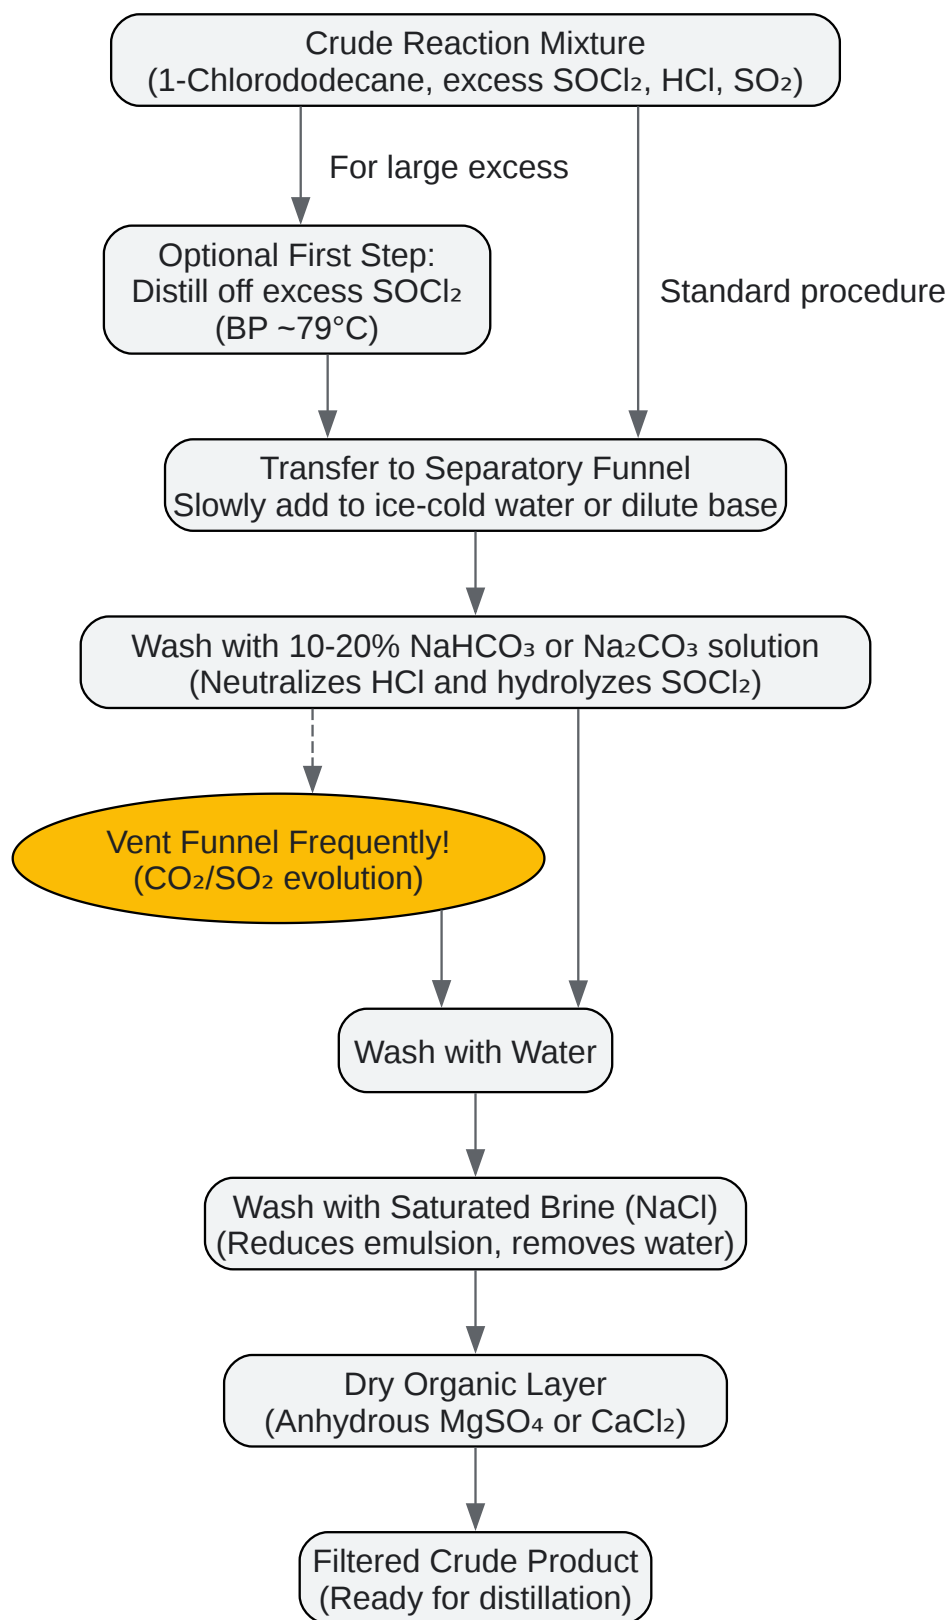 Crude Reaction Mixture
(1-Chlorododecane, excess SOCl₂, HCl, SO₂)
For large excess
Optional First Step:
Distill off excess SOCl₂
(BP ~79°C)
Standard procedure
Transfer to Separatory Funnel
Slowly add to ice-cold water or dilute base
Wash with 10-20% NaHCO₃ or Na₂CO₃ solution
(Neutralizes HCl and hydrolyzes SOCl₂)
Vent Funnel Frequently!
(CO₂/SO₂ evolution)
Wash with Water
Wash with Saturated Brine (NaCl)
(Reduces emulsion, removes water)
Dry Organic Layer
(Anhydrous MgSO₄ or CaCl₂)
Filtered Crude Product
(Ready for distillation)